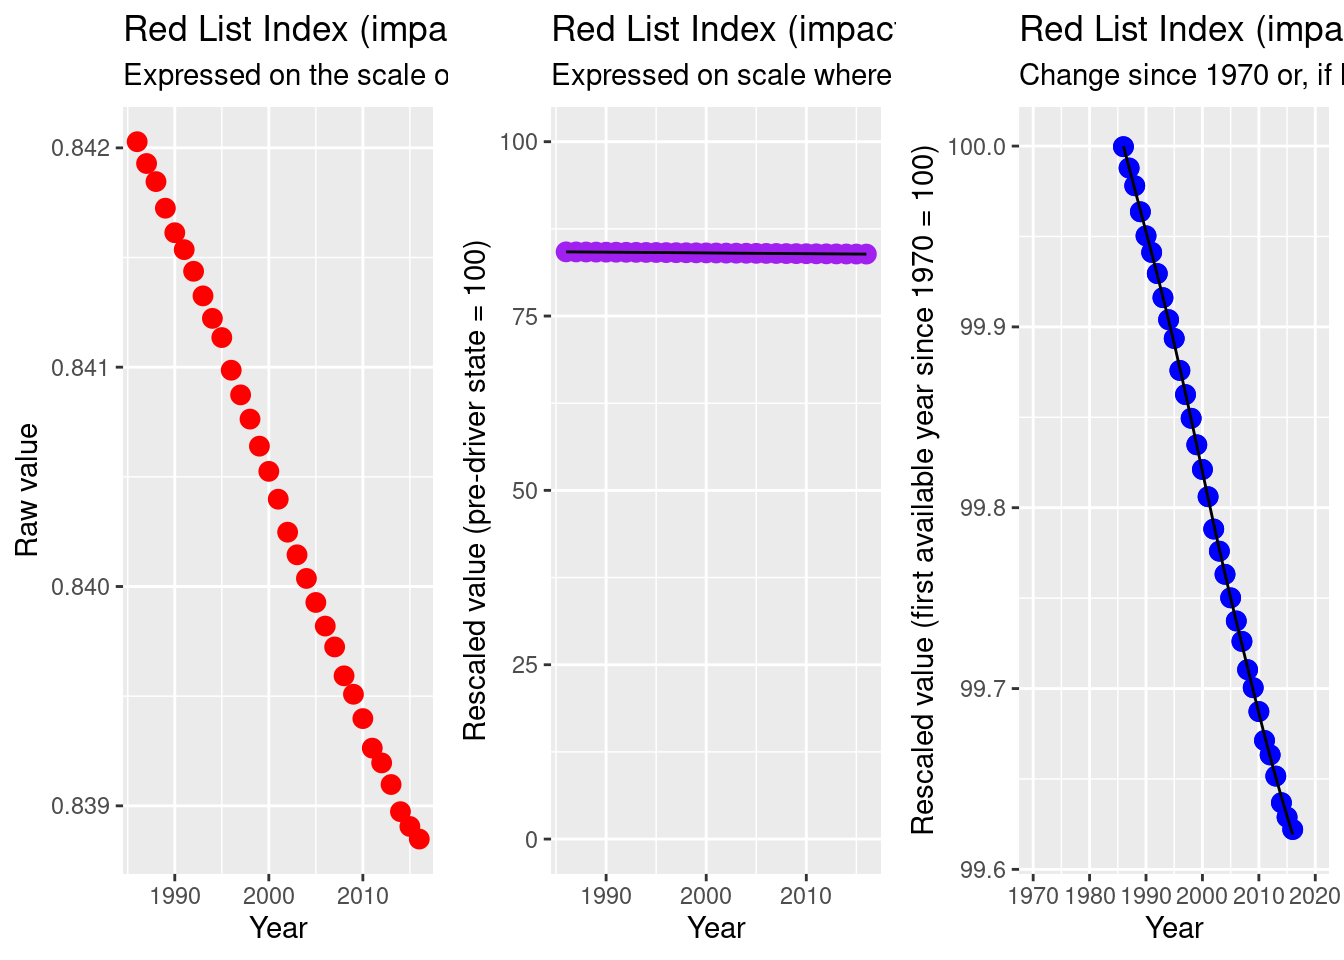 Red List Index (impa
Expressed on the scale o
Raw value
0.842
0.841
0.840
0.839
1990 2000 2010
Year
Red List Index (impac
Expressed on scale where
Rescaled value (pre-driver state = 100)
100
75
50
25
0
1990 2000 2010
Year
Red List Index (impa
Change since 1970 or, if
Rescaled value (first available year since 1970 = 100)
100.0
99.9
99.8
99.7
99.6
1970 1980 1990 2000 2010 2020
Year